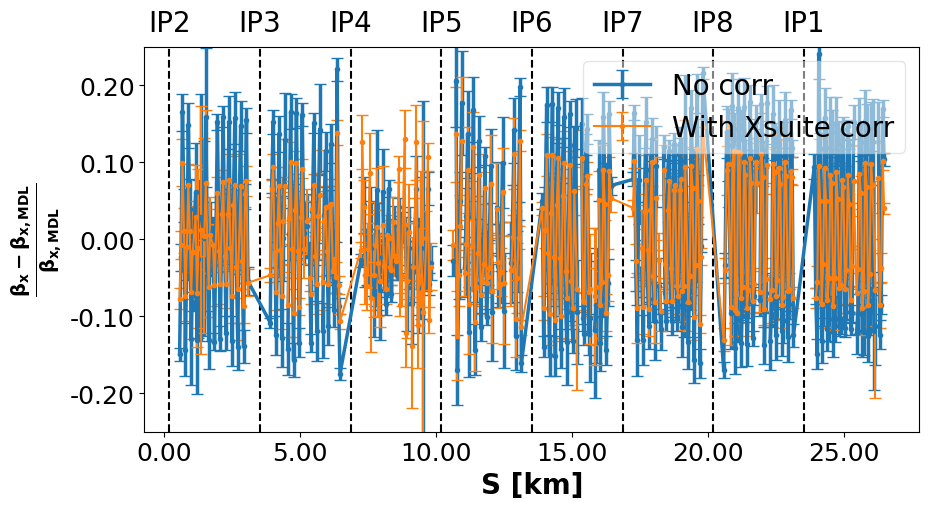 IP2 IP3 IP4 IP5 IP6 IP7 IP8 IP1
0.20
0.10
0.00
-0.10
-0.20
βx − βx,MDL
βx, MDL
No corr
With Xsuite corr
0.00 5.00 10.00 15.00 20.00 25.00
S [km]